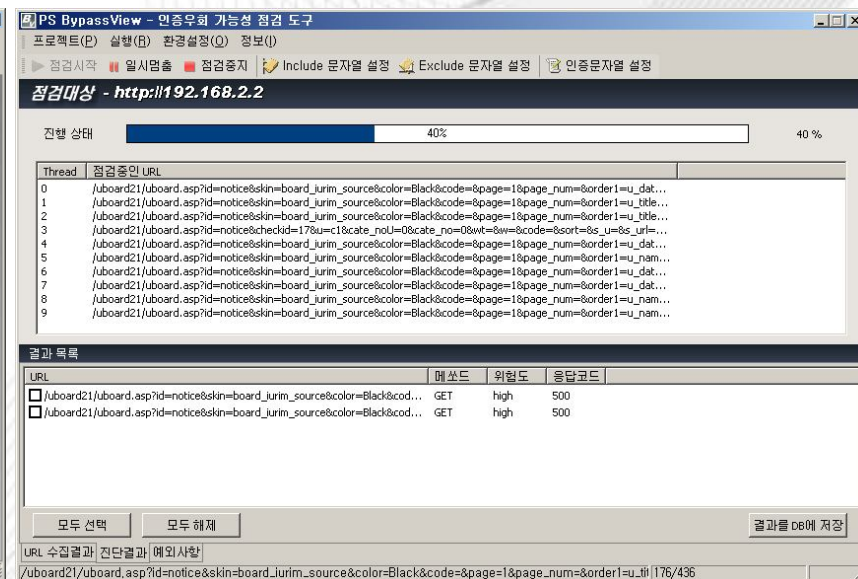 PS BypassView - 인증우회 가능성 점검 도구
프로젝트(P) 실행(R) 환경설정(O) 정보(I)
점검시작 일시멈춤 점검중지 Include 문자열 설정 Exclude 문자열 설정 인증문자열 설정
점검대상 - http://192.168.2.2
진행 상태 40% 40 %
Thread 점검중인 URL
0 /uboard21/uboard.asp?id=notice&skin=board_iurim_source&color=Black&code=&page=1&page_num=&order1=u_dat...
1 /uboard21/uboard.asp?id=notice&skin=board_iurim_source&color=Black&code=&page=1&page_num=&order1=u_title...
2 /uboard21/uboard.asp?id=notice&skin=board_iurim_source&color=Black&code=&page=1&page_num=&order1=u_title...
3 /uboard21/uboard.asp?id=notice&checkid=17&u=c1&cate_noU=0&cate_no=0&wt=&w=&code=&sort=&s_u=&s_url=...
4 /uboard21/uboard.asp?id=notice&skin=board_iurim_source&color=Black&code=&page=1&page_num=&order1=u_dat...
5 /uboard21/uboard.asp?id=notice&skin=board_iurim_source&color=Black&code=&page=1&page_num=&order1=u_nam...
6 /uboard21/uboard.asp?id=notice&skin=board_iurim_source&color=Black&code=&page=1&page_num=&order1=u_dat...
7 /uboard21/uboard.asp?id=notice&skin=board_iurim_source&color=Black&code=&page=1&page_num=&order1=u_dat...
8 /uboard21/uboard.asp?id=notice&skin=board_iurim_source&color=Black&code=&page=1&page_num=&order1=u_nam...
9 /uboard21/uboard.asp?id=notice&skin=board_iurim_source&color=Black&code=&page=1&page_num=&order1=u_nam...
결과 목록
URL 메쏘드 위험도 응답코드
/uboard21/uboard.asp?id=notice&skin=board_iurim_source&color=Black&cod... GET high 500
/uboard21/uboard.asp?id=notice&skin=board_iurim_source&color=Black&cod... GET high 500
모두 선택 모두 해제 결과를 DB에 저장
URL 수집결과 진단결과 예외사항
/uboard21/uboard.asp?id=notice&skin=board_iurim_source&color=Black&code=&page=1&page_num=&order1=u_tit 176/436